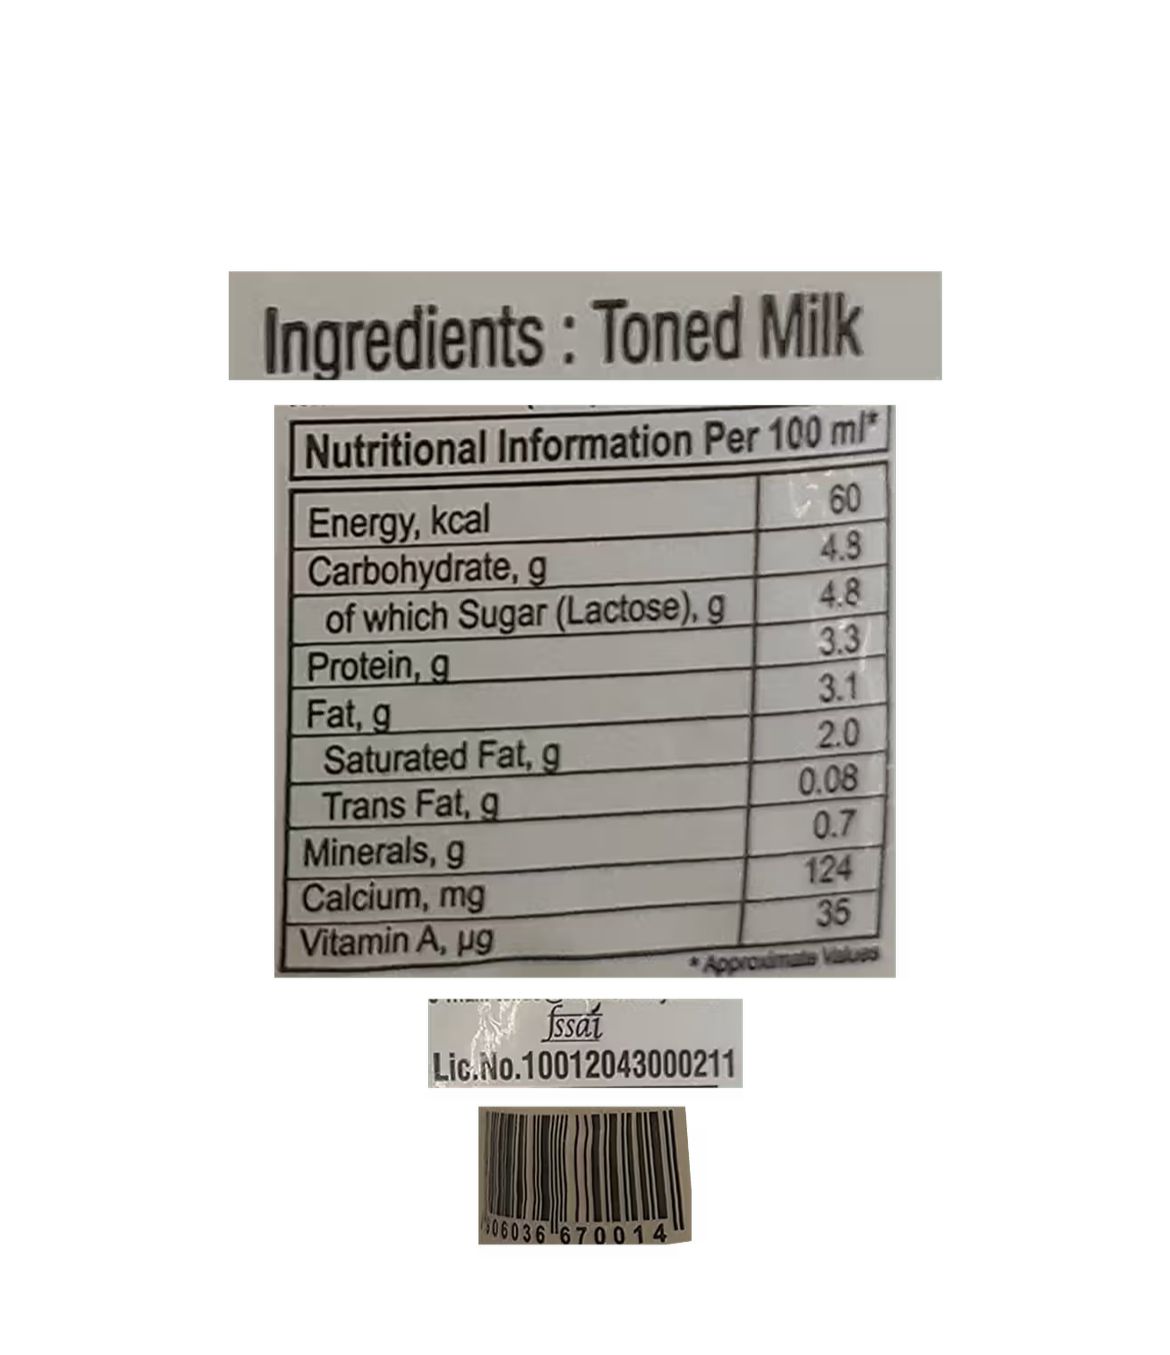 Ingredients : Toned Milk
Nutritional Information Per 100 ml*
Energy, kcal 60
Carbohydrate, g 4.8
of which Sugar (Lactose), g 4.8
Protein, g 3.3
Fat, g 3.1
Saturated Fat, g 2.0
Trans Fat, g 0.08
Minerals, g 0.7
Calcium, mg 124
Vitamin A, µg 35
* Approximate Values
fssai
Lic.No.10012043000211
906036 670014